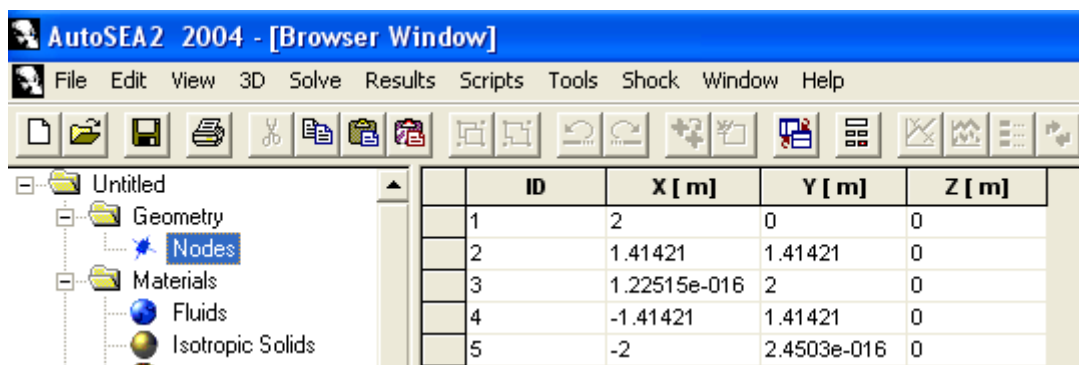 AutoSEA2 2004 - [Browser Window]
File Edit View 3D Solve Results Scripts Tools Shock Window Help
Untitled
Geometry
Nodes
Materials
Fluids
Isotropic Solids
ID X [ m] Y [ m] Z [ m]
1 2 0 0
2 1.41421 1.41421 0
3 1.22515e-016 2 0
4 -1.41421 1.41421 0
5 -2 2.4503e-016 0